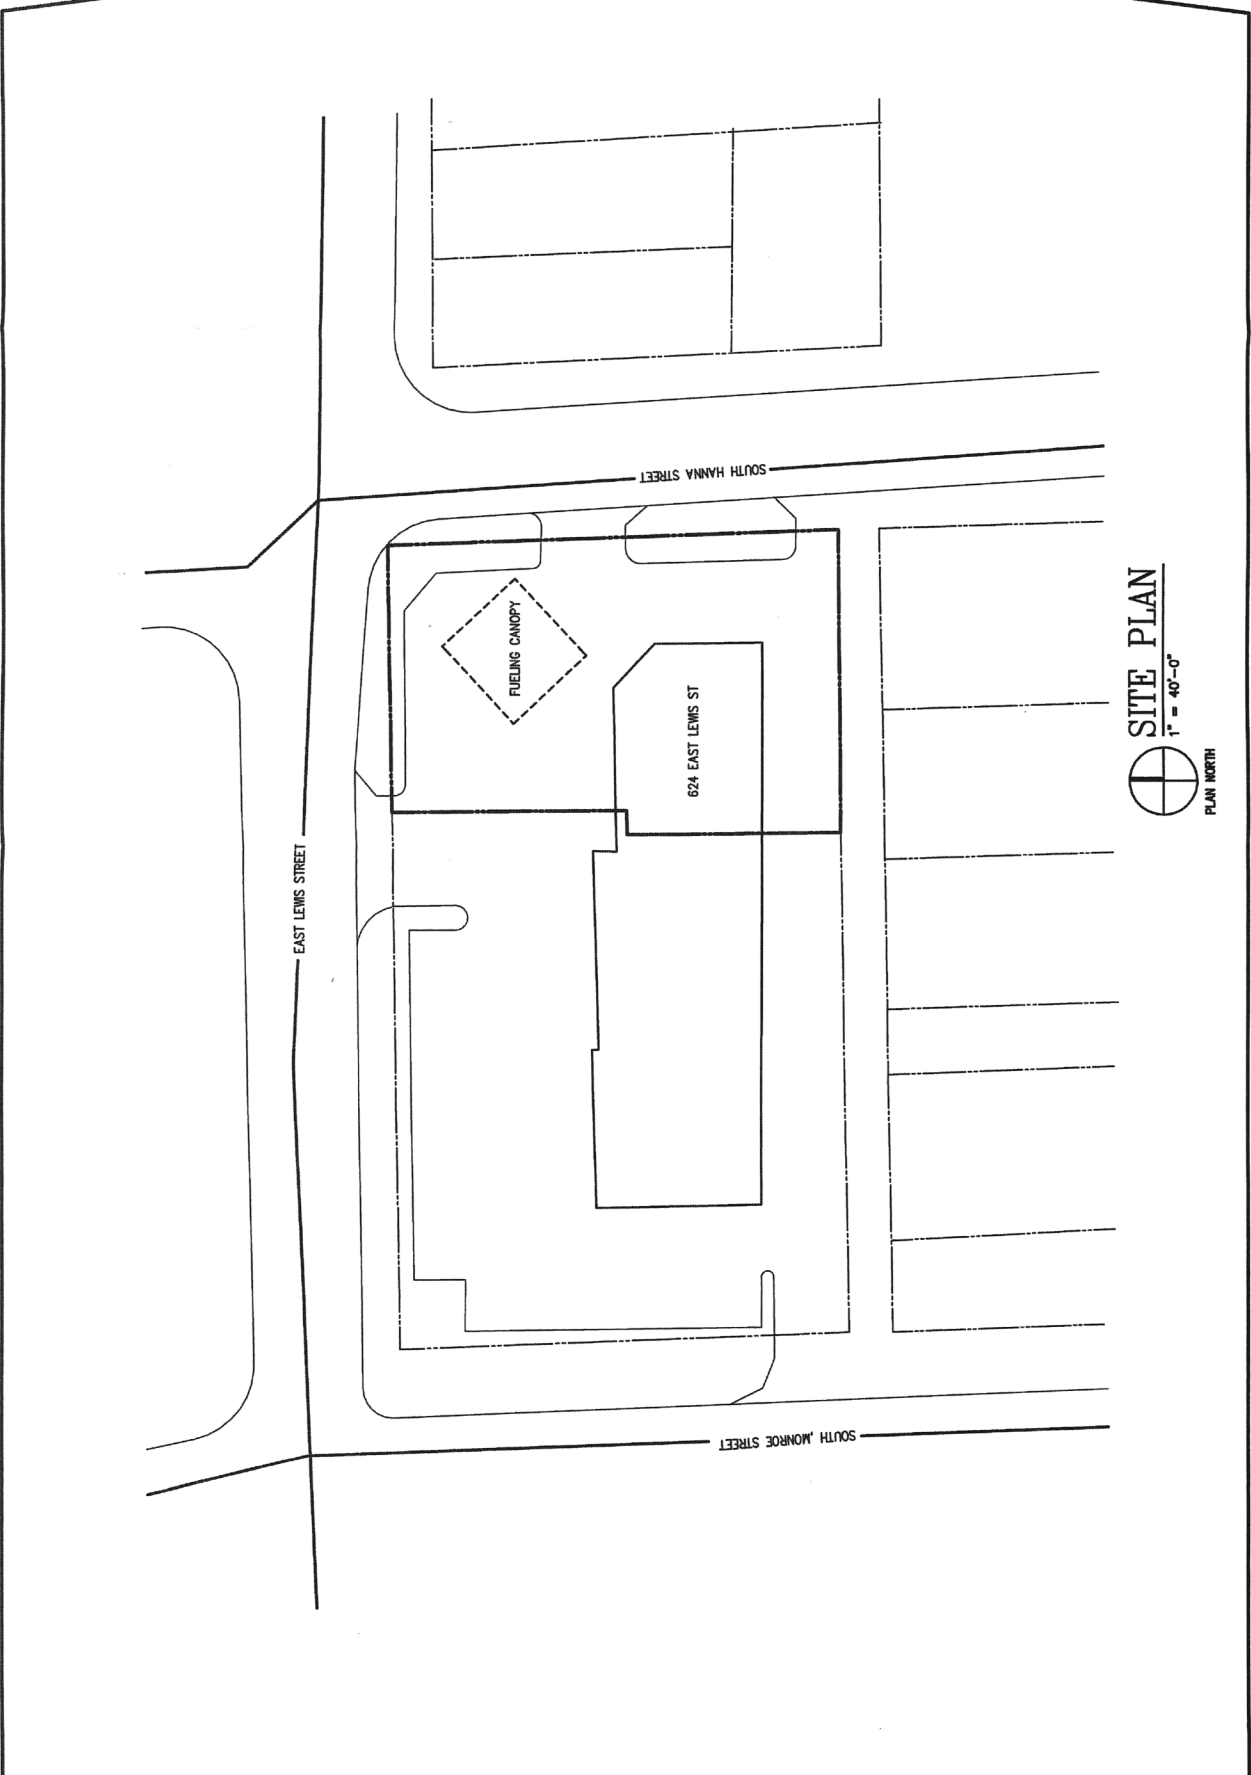 EAST LEWIS STREET
SOUTH HANNA STREET
FUELING CANOPY
624 EAST LEWIS ST
SOUTH MONROE STREET
SITE PLAN
1" = 40'-0"
PLAN NORTH